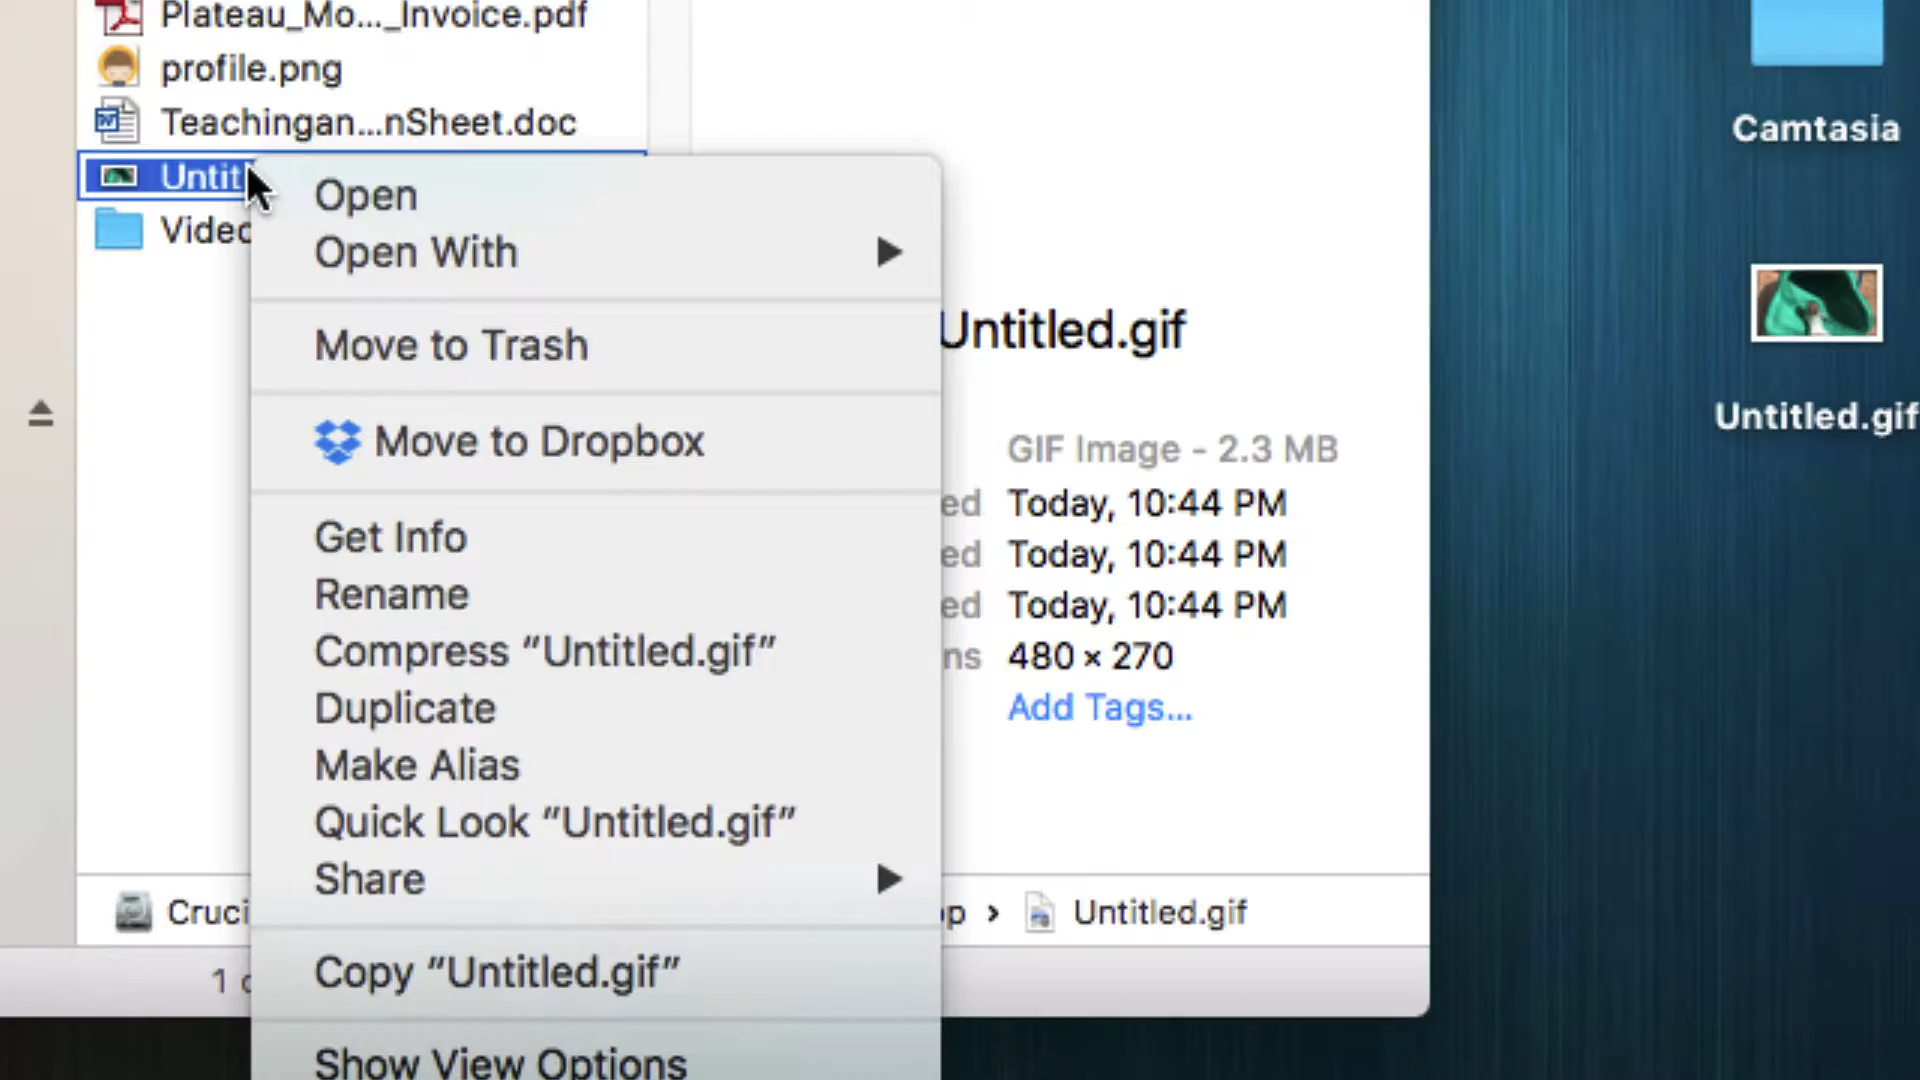 Plateau_Mo..._Invoice.pdf
profile.png
Teachingan...nSheet.doc
Untit
Video
Open
Open With
Move to Trash
Move to Dropbox
Get Info
Rename
Compress “Untitled.gif”
Duplicate
Make Alias
Quick Look “Untitled.gif”
Share
Copy “Untitled.gif”
Show View Options
Untitled.gif
GIF Image - 2.3 MB
ed Today, 10:44 PM
ed Today, 10:44 PM
ed Today, 10:44 PM
ns 480 × 270
Add Tags...
Cruci
op › Untitled.gif
1
Camtasia
Untitled.gif